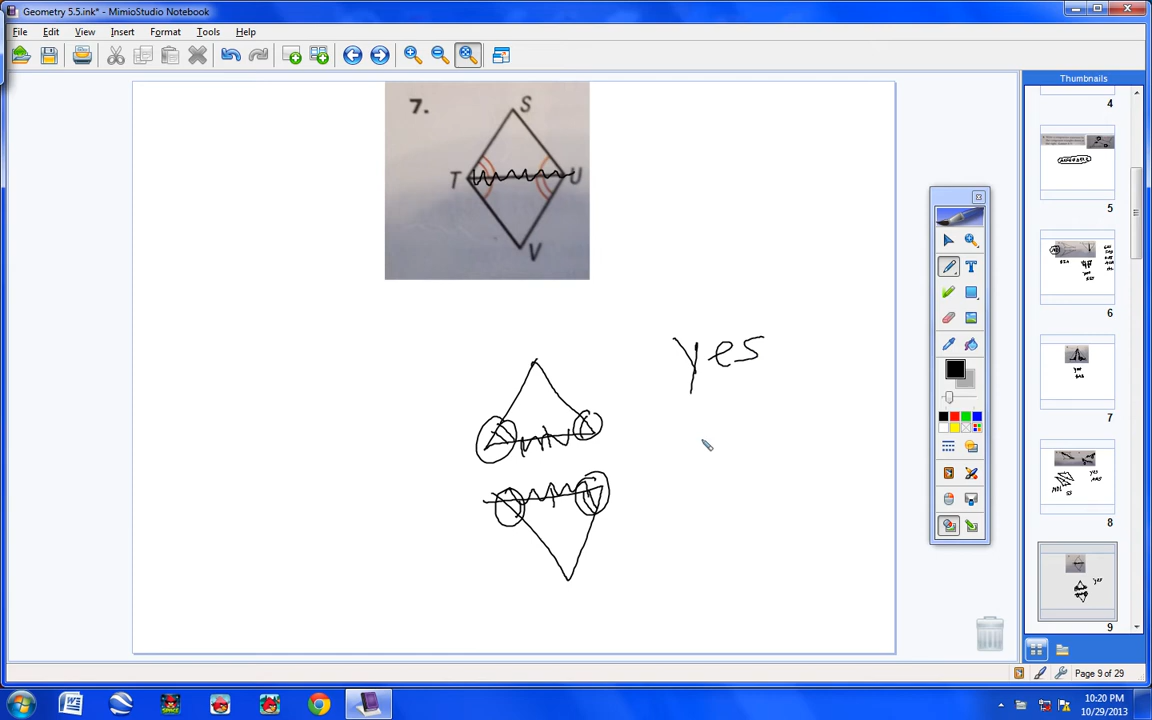 Geometry 5.5.ink* - MimioStudio Notebook
File Edit View Insert Format Tools Help
Thumbnails
7.
S
T U
V
yes
4
5
6
7
8
yes
9
Page 9 of 29
10:20 PM
10/29/2013